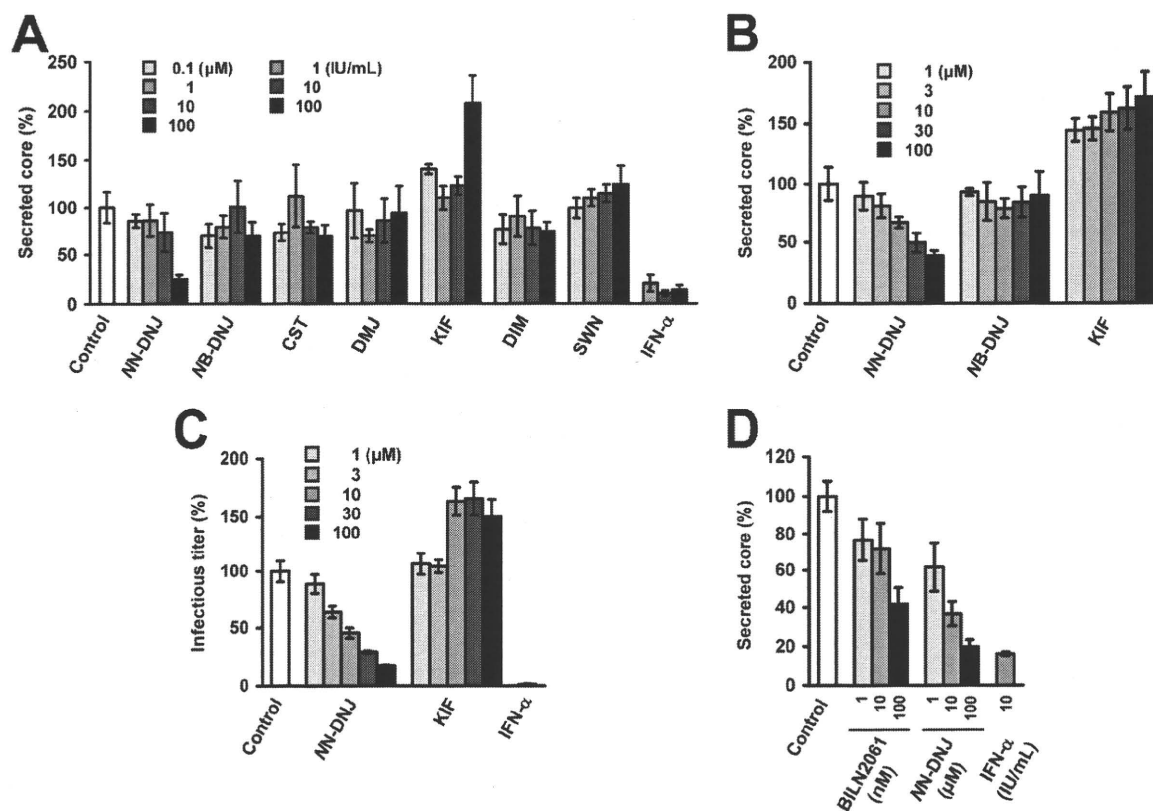 A
Secreted core (%)
250
200
150
100
50
0
0.1 (μM)
1
10
100
1 (IU/mL)
10
100
Control
NN-DNJ
NB-DNJ
CST
DMJ
KIF
DIM
SWN
IFN-α
B
Secreted core (%)
200
150
100
50
0
1 (μM)
3
10
30
100
Control
NN-DNJ
NB-DNJ
KIF
C
Infectious titer (%)
200
150
100
50
0
1 (μM)
3
10
30
100
Control
NN-DNJ
KIF
IFN-α
D
Secreted core (%)
120
100
80
60
40
20
0
Control
1 10 100
BILN2061
(nM)
1 10 100
NN-DNJ
(μM)
10
IFN-α
(IU/mL)